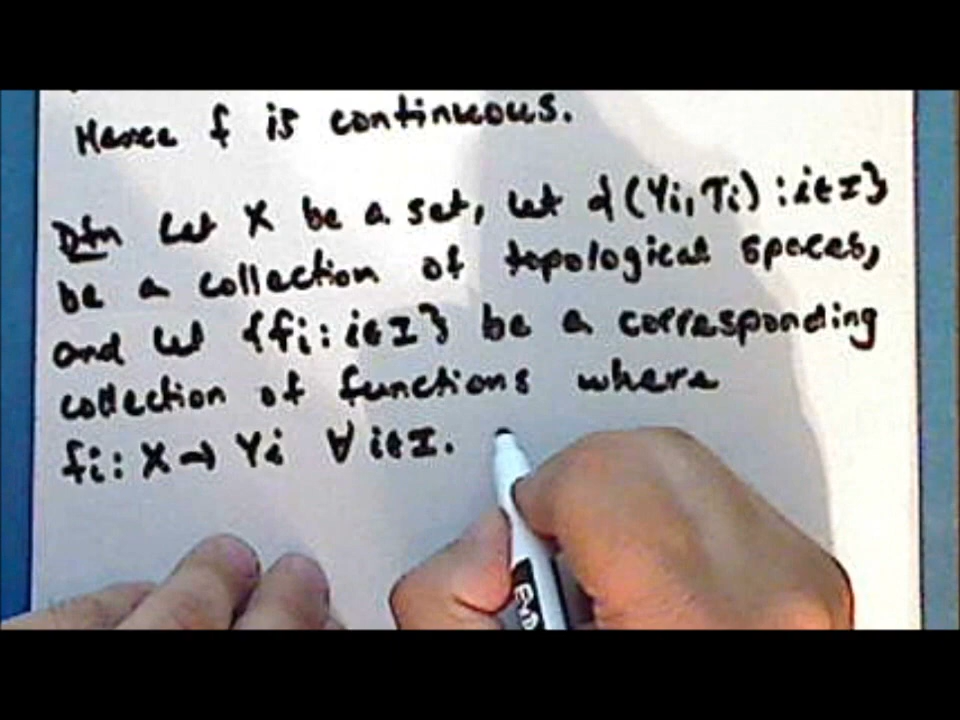 Hence f is continuous.
Dfn Let X be a set, let {(Yi, Ti) : i∈I}
be a collection of topological spaces,
and let {fi : i∈I} be a corresponding
collection of functions where
fi : X → Yi ∀ i∈I.